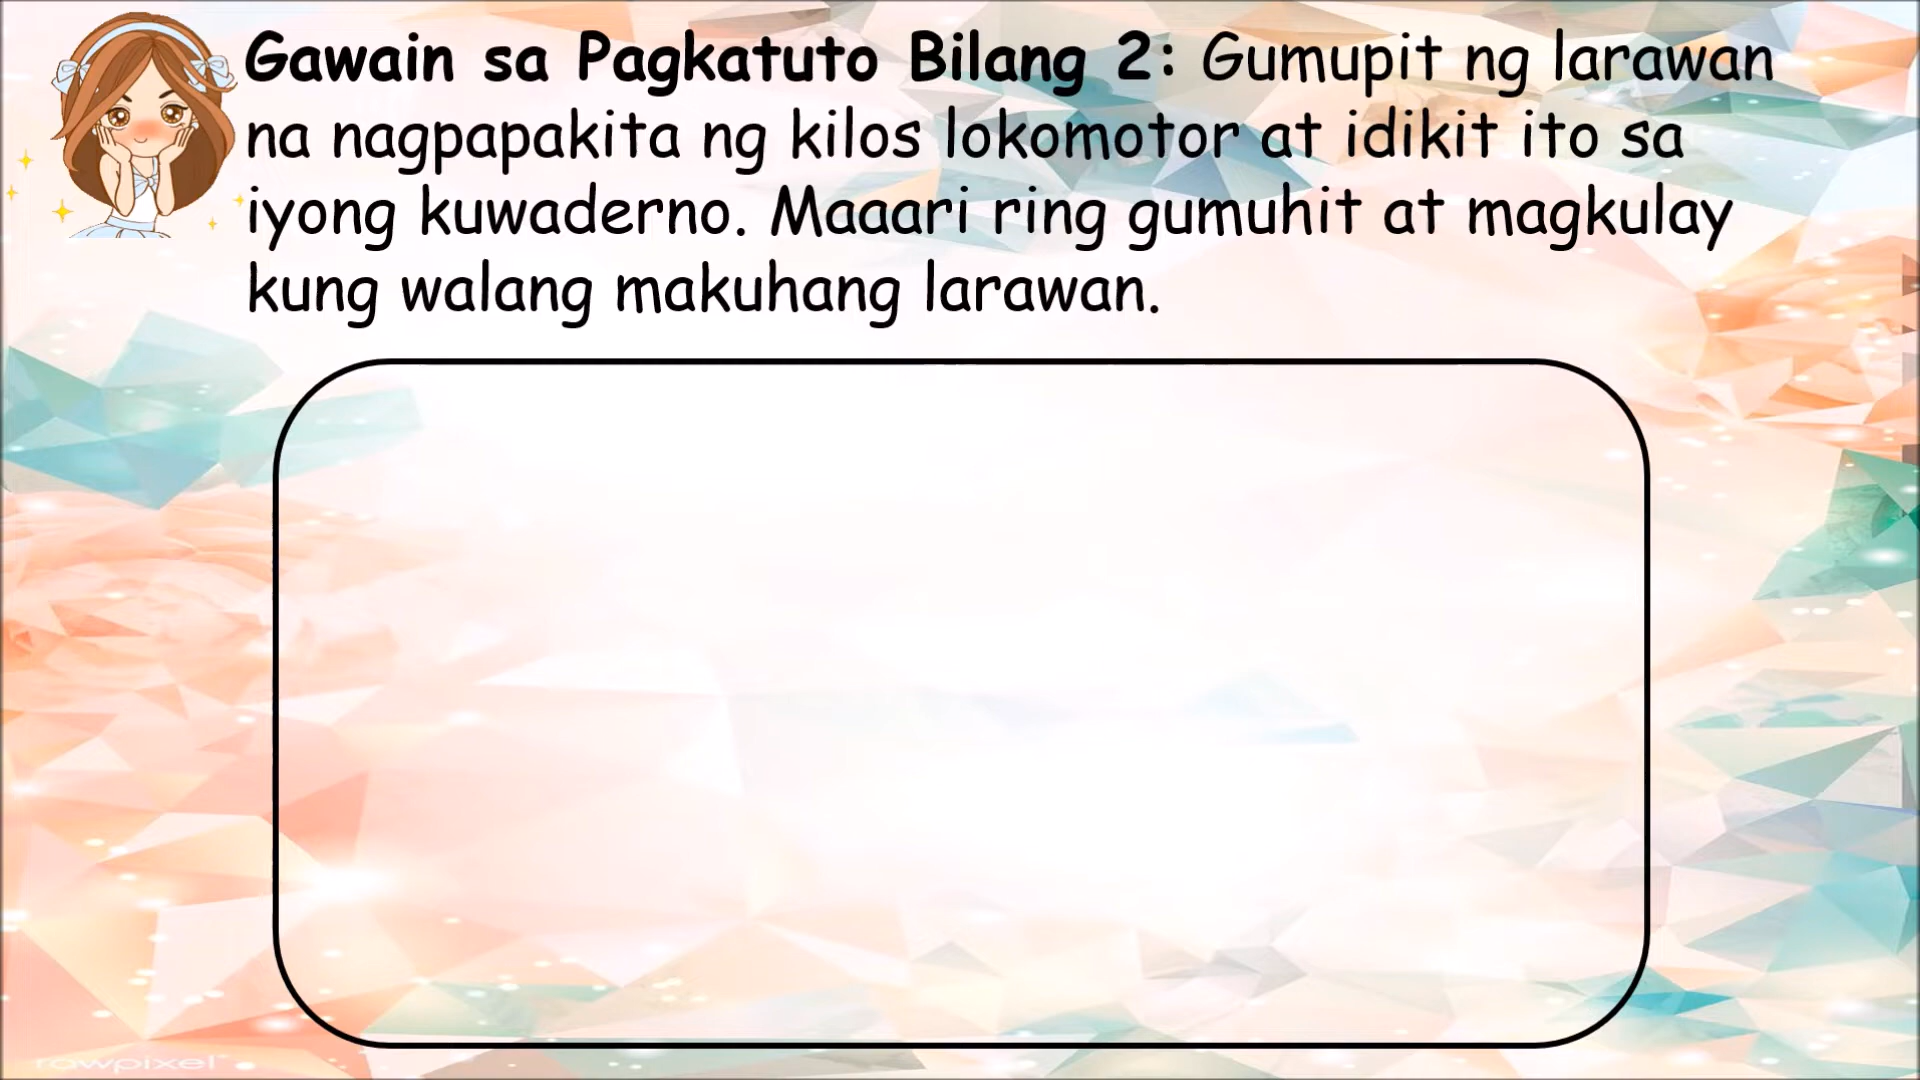 Gawain sa Pagkatuto Bilang 2: Gumupit ng larawan
na nagpapakita ng kilos lokomotor at idikit ito sa
iyong kuwaderno. Maaari ring gumuhit at magkulay
kung walang makuhang larawan.
rawpixel